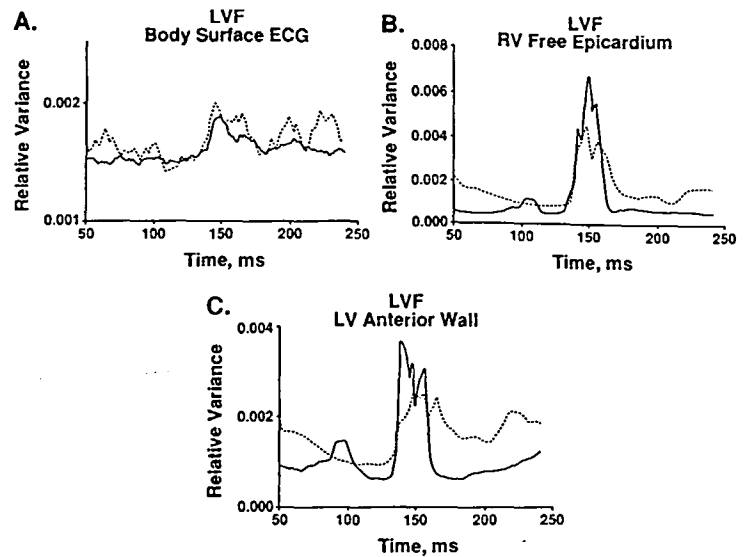 A.
LVF
Body Surface ECG
Relative Variance
0.002
0.001
50 100 150 200 250
Time, ms
B.
LVF
RV Free Epicardium
Relative Variance
0.008
0.006
0.004
0.002
0.000
50 100 150 200 250
Time, ms
C.
LVF
LV Anterior Wall
Relative Variance
0.004
0.002
0.000
50 100 150 200 250
Time, ms